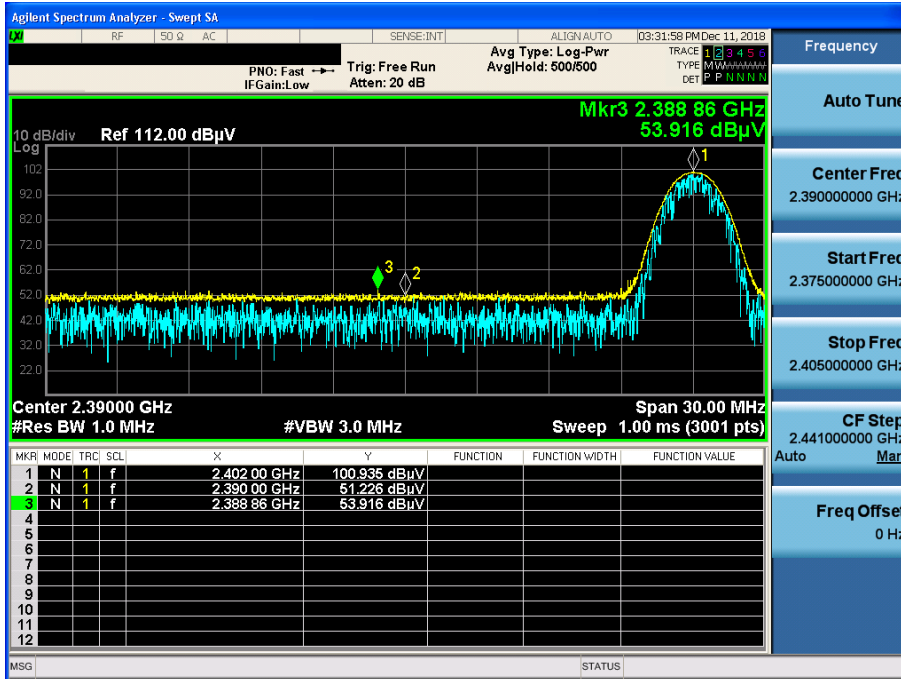 Agilent Spectrum Analyzer - Swept SA
LXI RF 50 Ω AC SENSE:INT ALIGN AUTO 03:31:58 PM Dec 11, 2018
PNO: Fast Trig: Free Run Avg Type: Log-Pwr TRACE 1 2 3 4 5 6
IFGain:Low Atten: 20 dB Avg|Hold: 500/500 TYPE M
DET P P N N N N
Mkr3 2.388 86 GHz
53.916 dBµV
10 dB/div Ref 112.00 dBµV
Log
102
92.0
82.0
72.0
62.0
52.0
42.0
32.0
22.0
1
3
2
Center 2.39000 GHz Span 30.00 MHz
#Res BW 1.0 MHz #VBW 3.0 MHz Sweep 1.00 ms (3001 pts)
MKR MODE TRC SCL X Y FUNCTION FUNCTION WIDTH FUNCTION VALUE
1 N 1 f 2.402 00 GHz 100.935 dBµV
2 N 1 f 2.390 00 GHz 51.226 dBµV
3 N 1 f 2.388 86 GHz 53.916 dBµV
4
5
6
7
8
9
10
11
12
MSG STATUS
Frequency
Auto Tune
Center Freq
2.390000000 GHz
Start Freq
2.375000000 GHz
Stop Freq
2.405000000 GHz
CF Step
2.441000000 GHz
Auto Man
Freq Offset
0 Hz